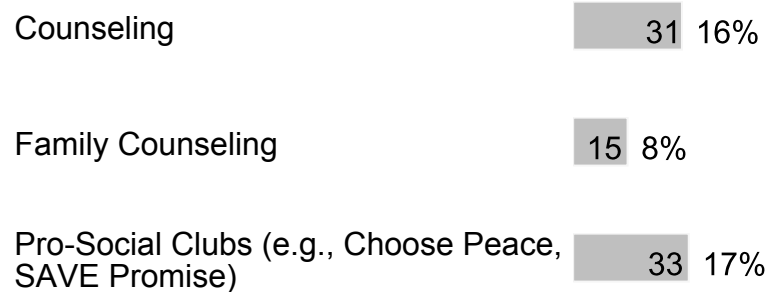 Counseling 31 16%
Family Counseling 15 8%
Pro-Social Clubs (e.g., Choose Peace,
SAVE Promise) 33 17%